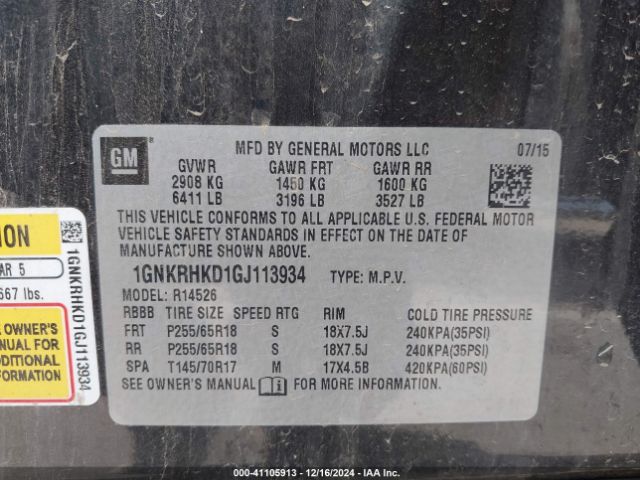 GM
MFD BY GENERAL MOTORS LLC 07/15
GVWR GAWR FRT GAWR RR
2908 KG 1450 KG 1600 KG
6411 LB 3196 LB 3527 LB
THIS VEHICLE CONFORMS TO ALL APPLICABLE U.S. FEDERAL MOTOR
VEHICLE SAFETY STANDARDS IN EFFECT ON THE DATE OF
MANUFACTURE SHOWN ABOVE.
1GNKRHKD1GJ113934 TYPE: M.P.V.
MODEL: R14526
RBBB TIRE SIZE SPEED RTG RIM COLD TIRE PRESSURE
FRT P255/65R18 S 18X7.5J 240KPA(35PSI)
RR P255/65R18 S 18X7.5J 240KPA(35PSI)
SPA T145/70R17 M 17X4.5B 420KPA(60PSI)
SEE OWNER'S MANUAL FOR MORE INFORMATION.
AR 5
667 lbs.
E OWNER'S
MANUAL FOR
ADDITIONAL
FORMATION
1GNKRHKD1GJ113934
000-41105913 - 12/16/2024 - IAA Inc.